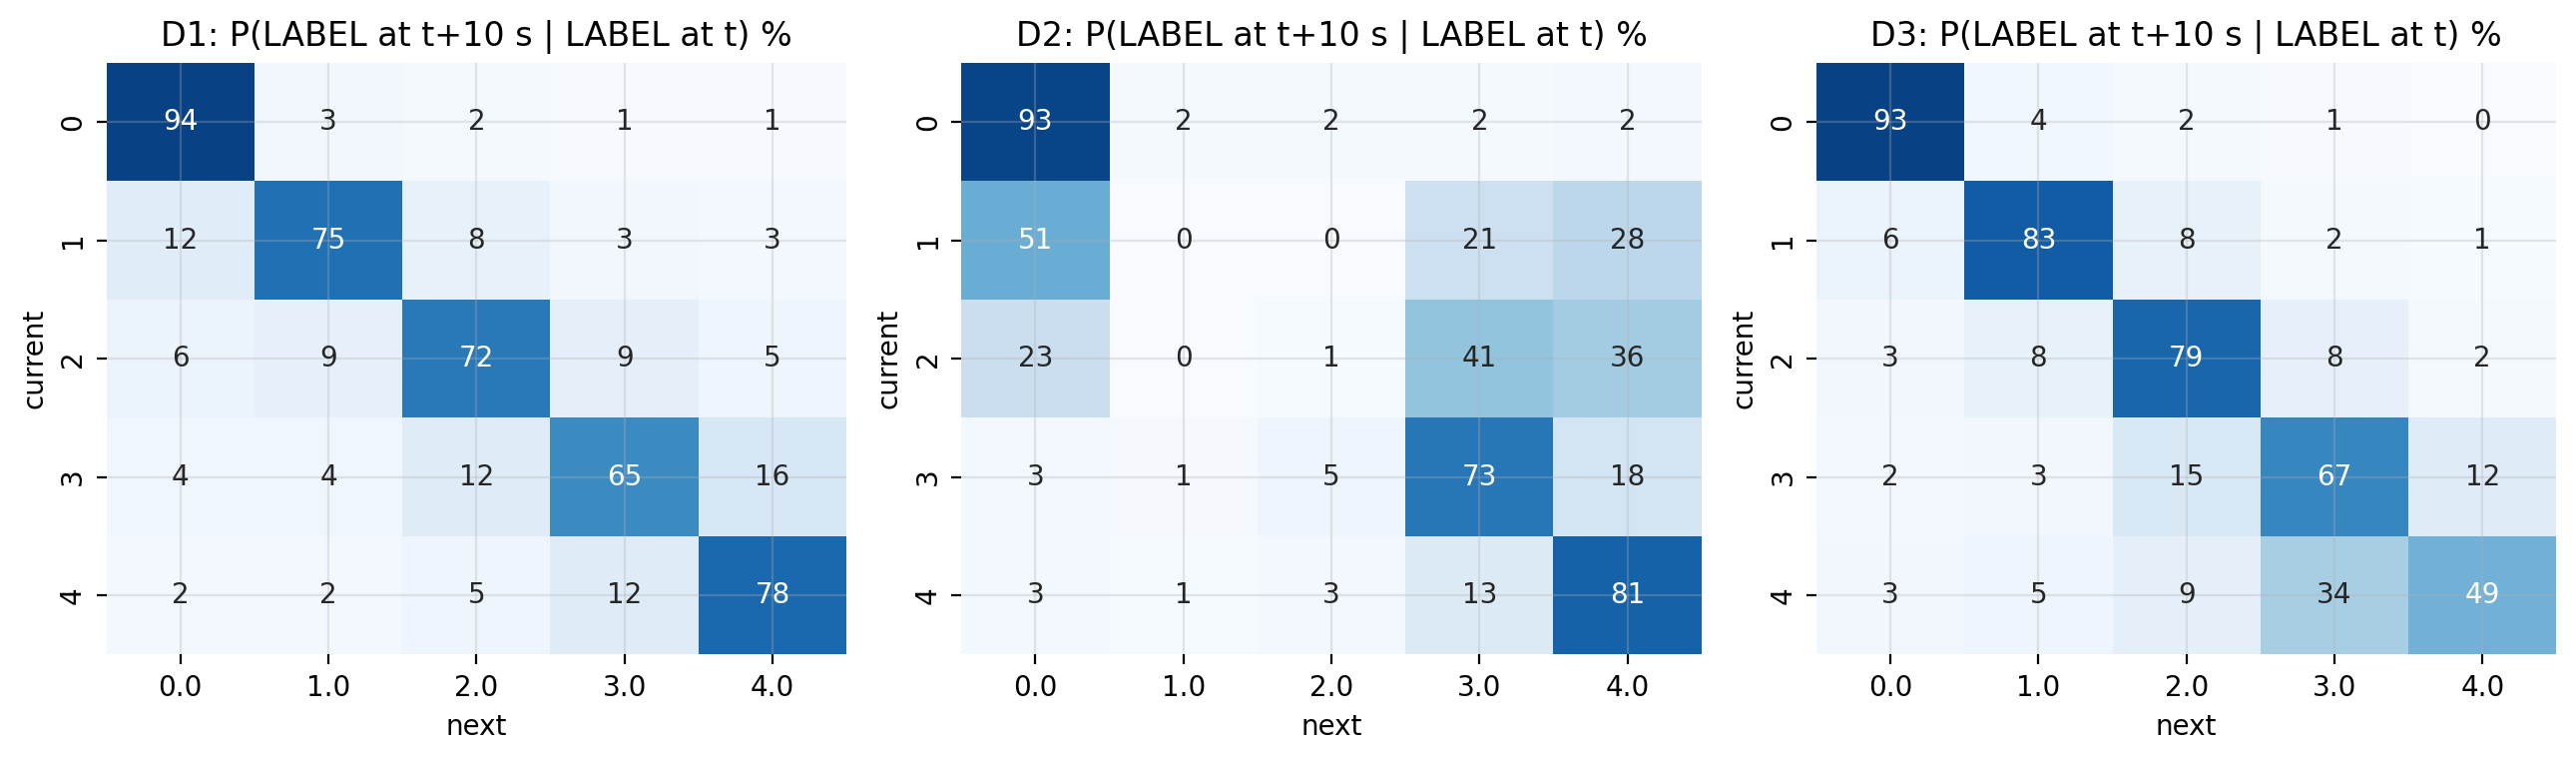 D1: P(LABEL at t+10 s | LABEL at t) %
94 3 2 1 1
12 75 8 3 3
6 9 72 9 5
4 4 12 65 16
2 2 5 12 78
0
1
2
3
4
current
0.0 1.0 2.0 3.0 4.0
next
D2: P(LABEL at t+10 s | LABEL at t) %
93 2 2 2 2
51 0 0 21 28
23 0 1 41 36
3 1 5 73 18
3 1 3 13 81
0
1
2
3
4
current
0.0 1.0 2.0 3.0 4.0
next
D3: P(LABEL at t+10 s | LABEL at t) %
93 4 2 1 0
6 83 8 2 1
3 8 79 8 2
2 3 15 67 12
3 5 9 34 49
0
1
2
3
4
current
0.0 1.0 2.0 3.0 4.0
next